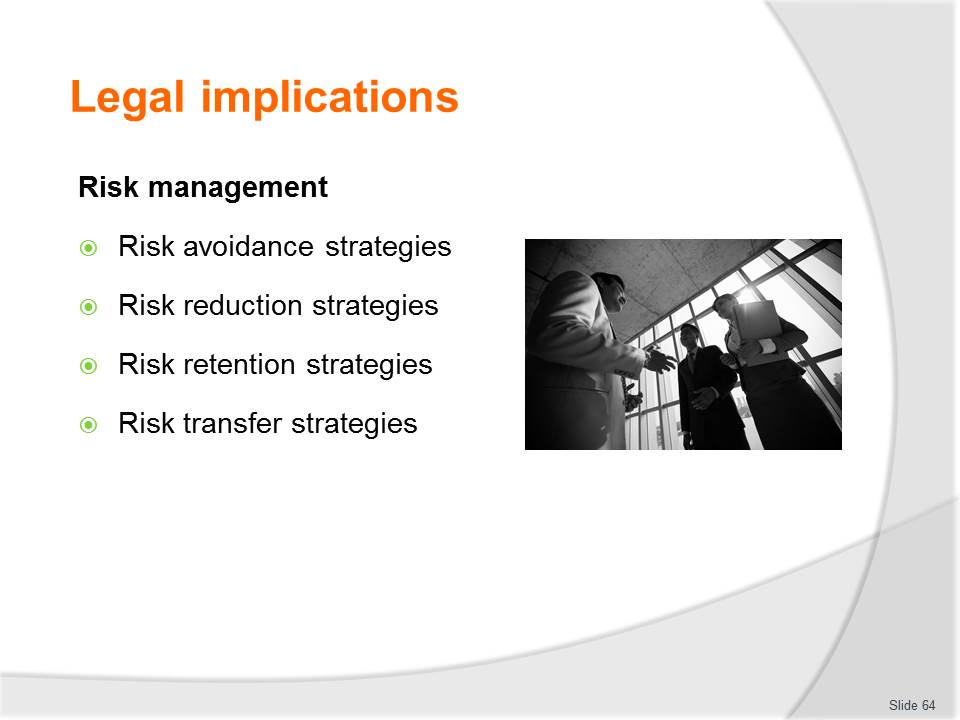 Legal implications
Risk management
Risk avoidance strategies
Risk reduction strategies
Risk retention strategies
Risk transfer strategies
Slide 64